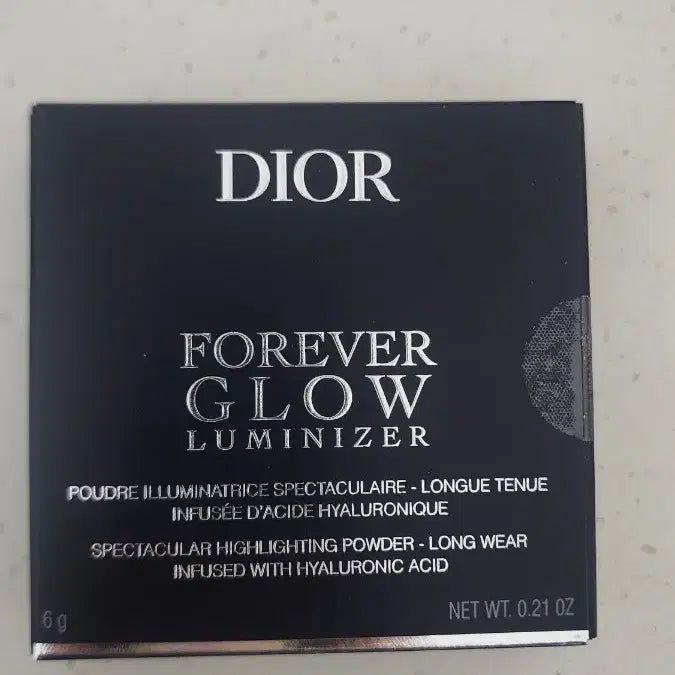 DIOR
FOREVER
GLOW
LUMINIZER
POUDRE ILLUMINATRICE SPECTACULAIRE - LONGUE TENUE
INFUSÉE D'ACIDE HYALURONIQUE
SPECTACULAR HIGHLIGHTING POWDER - LONG WEAR
INFUSED WITH HYALURONIC ACID
6 g
NET WT. 0.21 OZ